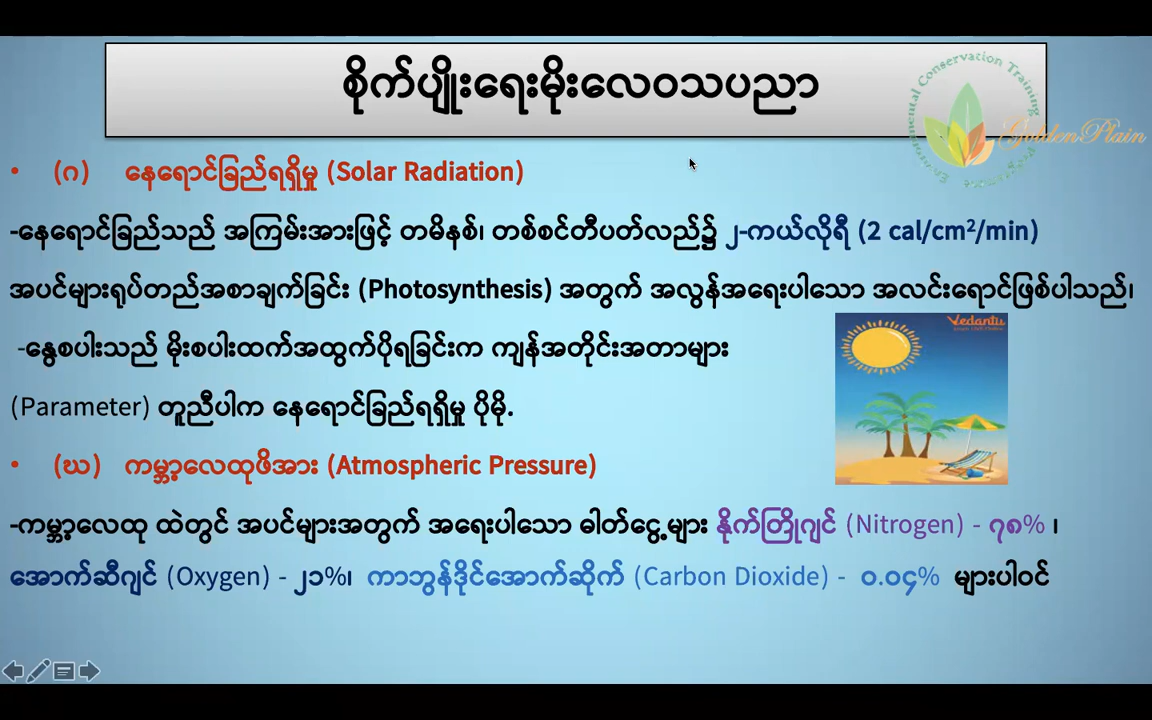 စိုက်ပျိုးရေးမိုးလေဝသပညာ
Environmental Conservation Training Programme
GoldenPlain
• (ဂ) နေရောင်ခြည်ရရှိမှု (Solar Radiation)
-နေရောင်ခြည်သည် အကြမ်းအားဖြင့် တမိနစ်၊ တစ်စင်တီပတ်လည်၌ ၂-ကယ်လိုရီ (2 cal/cm²/min)
အပင်များရုပ်တည်အစာချက်ခြင်း (Photosynthesis) အတွက် အလွန်အရေးပါသော အလင်းရောင်ဖြစ်ပါသည်၊
-နွေစပါးသည် မိုးစပါးထက်အထွက်ပိုရခြင်းက ကျန်အတိုင်းအတာများ
(Parameter) တူညီပါက နေရောင်ခြည်ရရှိမှု ပိုမို.
Vedantu
• (ဃ) ကမ္ဘာ့လေထုဖိအား (Atmospheric Pressure)
-ကမ္ဘာ့လေထု ထဲတွင် အပင်များအတွက် အရေးပါသော ဓါတ်ငွေ့များ နိုက်တြိုဂျင် (Nitrogen) - ၇၈% ၊
အောက်ဆီဂျင် (Oxygen) - ၂၁%၊ ကာဘွန်ဒိုင်အောက်ဆိုက် (Carbon Dioxide) - ၀.၀၄% များပါဝင်